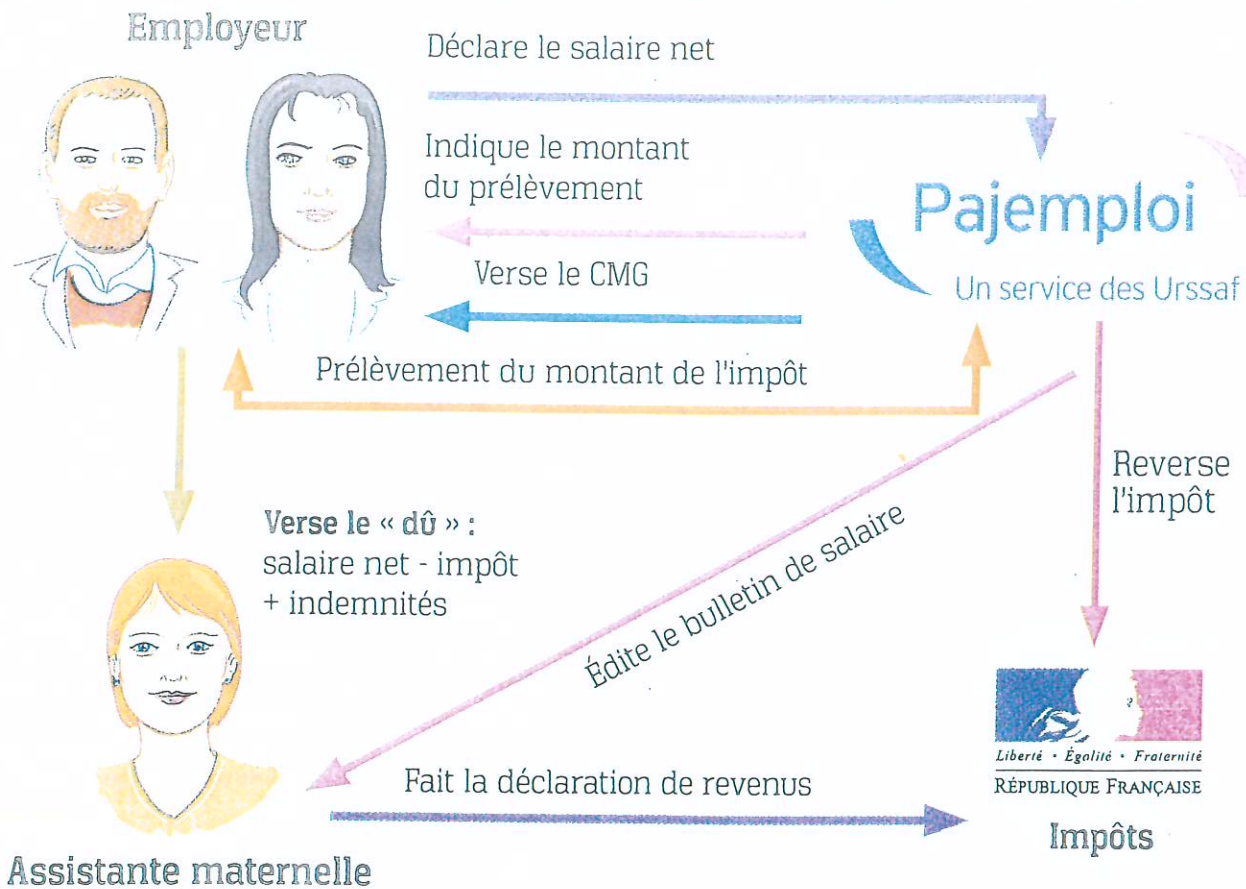 Employeur
Déclare le salaire net
Indique le montant
du prélèvement
Pajemploi
Un service des Urssaf
Verse le CMG
Prélèvement du montant de l'impôt
Reverse
l'impôt
Verse le « dû » :
salaire net - impôt
+ indemnités
Édite le bulletin de salaire
Liberté • Égalité • Fraternité
RÉPUBLIQUE FRANÇAISE
Fait la déclaration de revenus
Impôts
Assistante maternelle